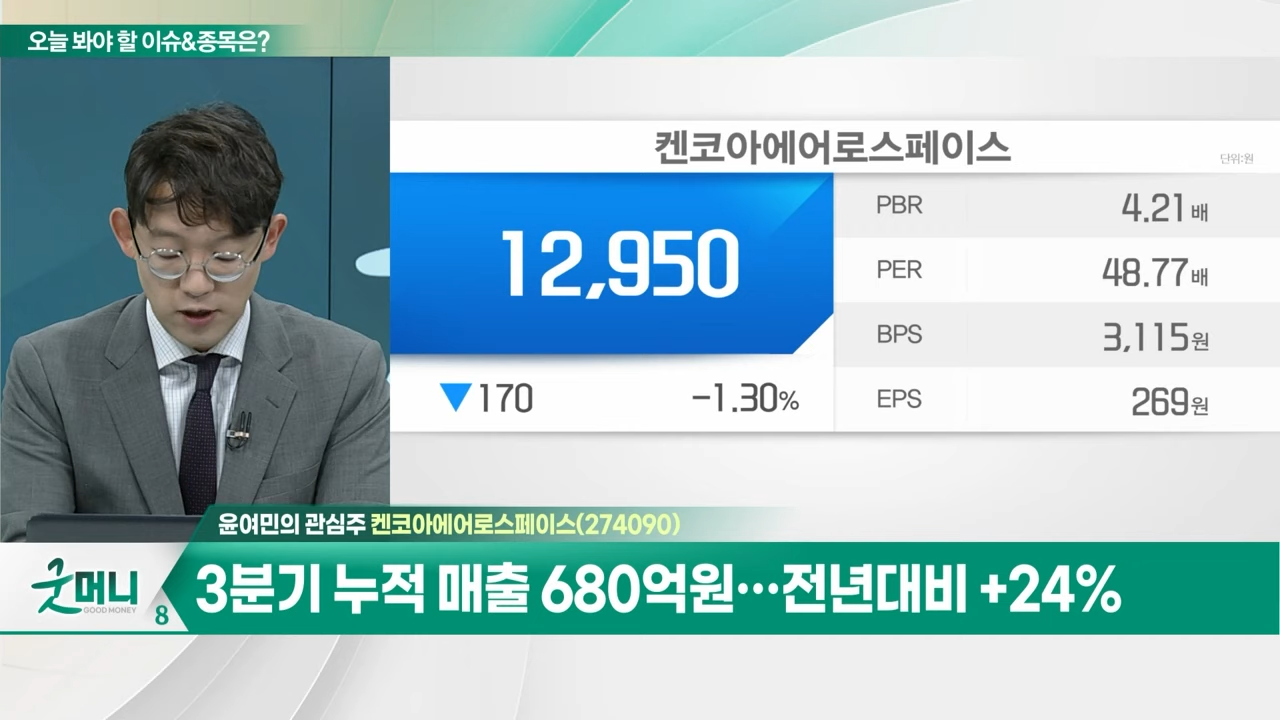 오늘 봐야 할 이슈&종목은?
켄코아에어로스페이스
단위:원
12,950
▼170 -1.30%
PBR 4.21배
PER 48.77배
BPS 3,115원
EPS 269원
윤여민의 관심주 켄코아에어로스페이스(274090)
굿머니
GOOD MONEY
8
3분기 누적 매출 680억원…전년대비 +24%